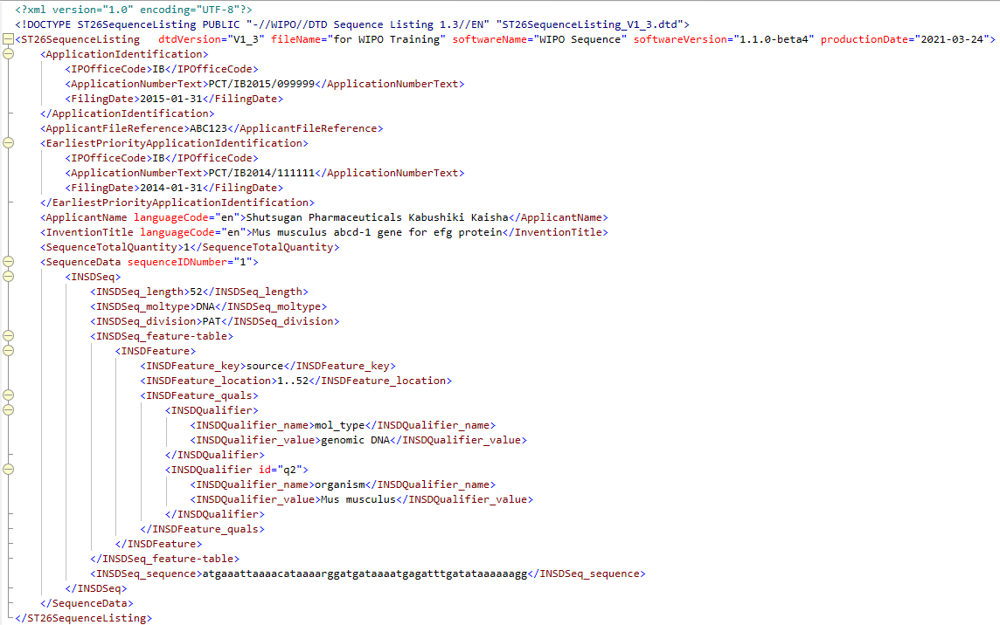 <?xml version="1.0" encoding="UTF-8"?>
<!DOCTYPE ST26SequenceListing PUBLIC "-//WIPO//DTD Sequence Listing 1.3//EN" "ST26SequenceListing_V1_3.dtd">
<ST26SequenceListing dtdVersion="V1_3" fileName="for WIPO Training" softwareName="WIPO Sequence" softwareVersion="1.1.0-beta4" productionDate="2021-03-24">
<ApplicationIdentification>
<IPOfficeCode>IB</IPOfficeCode>
<ApplicationNumberText>PCT/IB2015/099999</ApplicationNumberText>
<FilingDate>2015-01-31</FilingDate>
</ApplicationIdentification>
<ApplicantFileReference>ABC123</ApplicantFileReference>
<EarliestPriorityApplicationIdentification>
<IPOfficeCode>IB</IPOfficeCode>
<ApplicationNumberText>PCT/IB2014/111111</ApplicationNumberText>
<FilingDate>2014-01-31</FilingDate>
</EarliestPriorityApplicationIdentification>
<ApplicantName languageCode="en">Shutsugan Pharmaceuticals Kabushiki Kaisha</ApplicantName>
<InventionTitle languageCode="en">Mus musculus abcd-1 gene for efg protein</InventionTitle>
<SequenceTotalQuantity>1</SequenceTotalQuantity>
<SequenceData sequenceIDNumber="1">
<INSDSeq>
<INSDSeq_length>52</INSDSeq_length>
<INSDSeq_moltype>DNA</INSDSeq_moltype>
<INSDSeq_division>PAT</INSDSeq_division>
<INSDSeq_feature-table>
<INSDFeature>
<INSDFeature_key>source</INSDFeature_key>
<INSDFeature_location>1..52</INSDFeature_location>
<INSDFeature_quals>
<INSDQualifier>
<INSDQualifier_name>mol_type</INSDQualifier_name>
<INSDQualifier_value>genomic DNA</INSDQualifier_value>
</INSDQualifier>
<INSDQualifier id="q2">
<INSDQualifier_name>organism</INSDQualifier_name>
<INSDQualifier_value>Mus musculus</INSDQualifier_value>
</INSDQualifier>
</INSDFeature_quals>
</INSDFeature>
</INSDSeq_feature-table>
<INSDSeq_sequence>atgaaattaaaacataaaarggatgataaaatgagatttgatataaaaaagg</INSDSeq_sequence>
</INSDSeq>
</SequenceData>
</ST26SequenceListing>